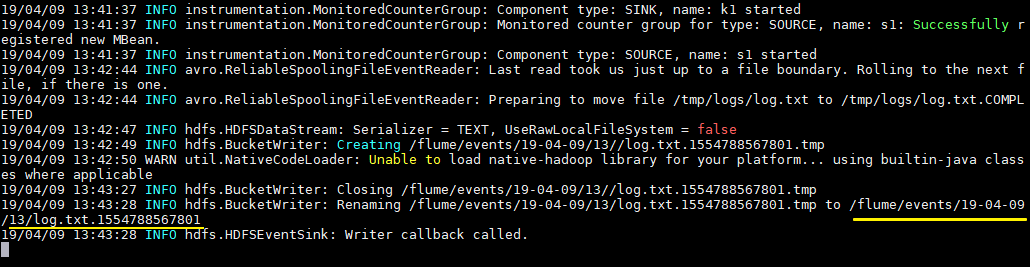 19/04/09 13:41:37 INFO instrumentation.MonitoredCounterGroup: Component type: SINK, name: k1 started
19/04/09 13:41:37 INFO instrumentation.MonitoredCounterGroup: Monitored counter group for type: SOURCE, name: s1: Successfully r
egistered new MBean.
19/04/09 13:41:37 INFO instrumentation.MonitoredCounterGroup: Component type: SOURCE, name: s1 started
19/04/09 13:42:44 INFO avro.ReliableSpoolingFileEventReader: Last read took us just up to a file boundary. Rolling to the next f
ile, if there is one.
19/04/09 13:42:44 INFO avro.ReliableSpoolingFileEventReader: Preparing to move file /tmp/logs/log.txt to /tmp/logs/log.txt.COMPL
ETED
19/04/09 13:42:47 INFO hdfs.HDFSDataStream: Serializer = TEXT, UseRawLocalFileSystem = false
19/04/09 13:42:49 INFO hdfs.BucketWriter: Creating /flume/events/19-04-09/13//log.txt.1554788567801.tmp
19/04/09 13:42:50 WARN util.NativeCodeLoader: Unable to load native-hadoop library for your platform... using builtin-java class
es where applicable
19/04/09 13:43:27 INFO hdfs.BucketWriter: Closing /flume/events/19-04-09/13//log.txt.1554788567801.tmp
19/04/09 13:43:28 INFO hdfs.BucketWriter: Renaming /flume/events/19-04-09/13/log.txt.1554788567801.tmp to /flume/events/19-04-09
/13/log.txt.1554788567801
19/04/09 13:43:28 INFO hdfs.HDFSEventSink: Writer callback called.